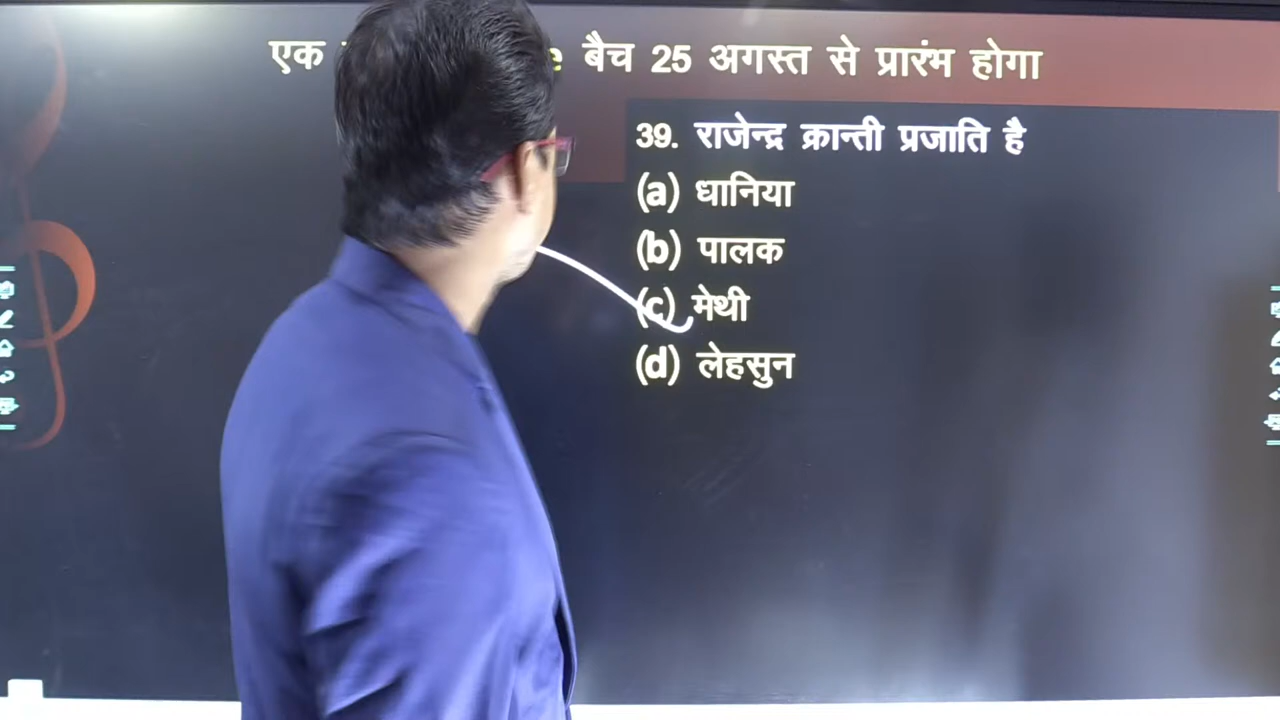 एक बैच 25 अगस्त से प्रारंभ होगा
39. राजेन्द्र क्रान्ती प्रजाति है
(a) धानिया
(b) पालक
(c) मेथी
(d) लेहसुन